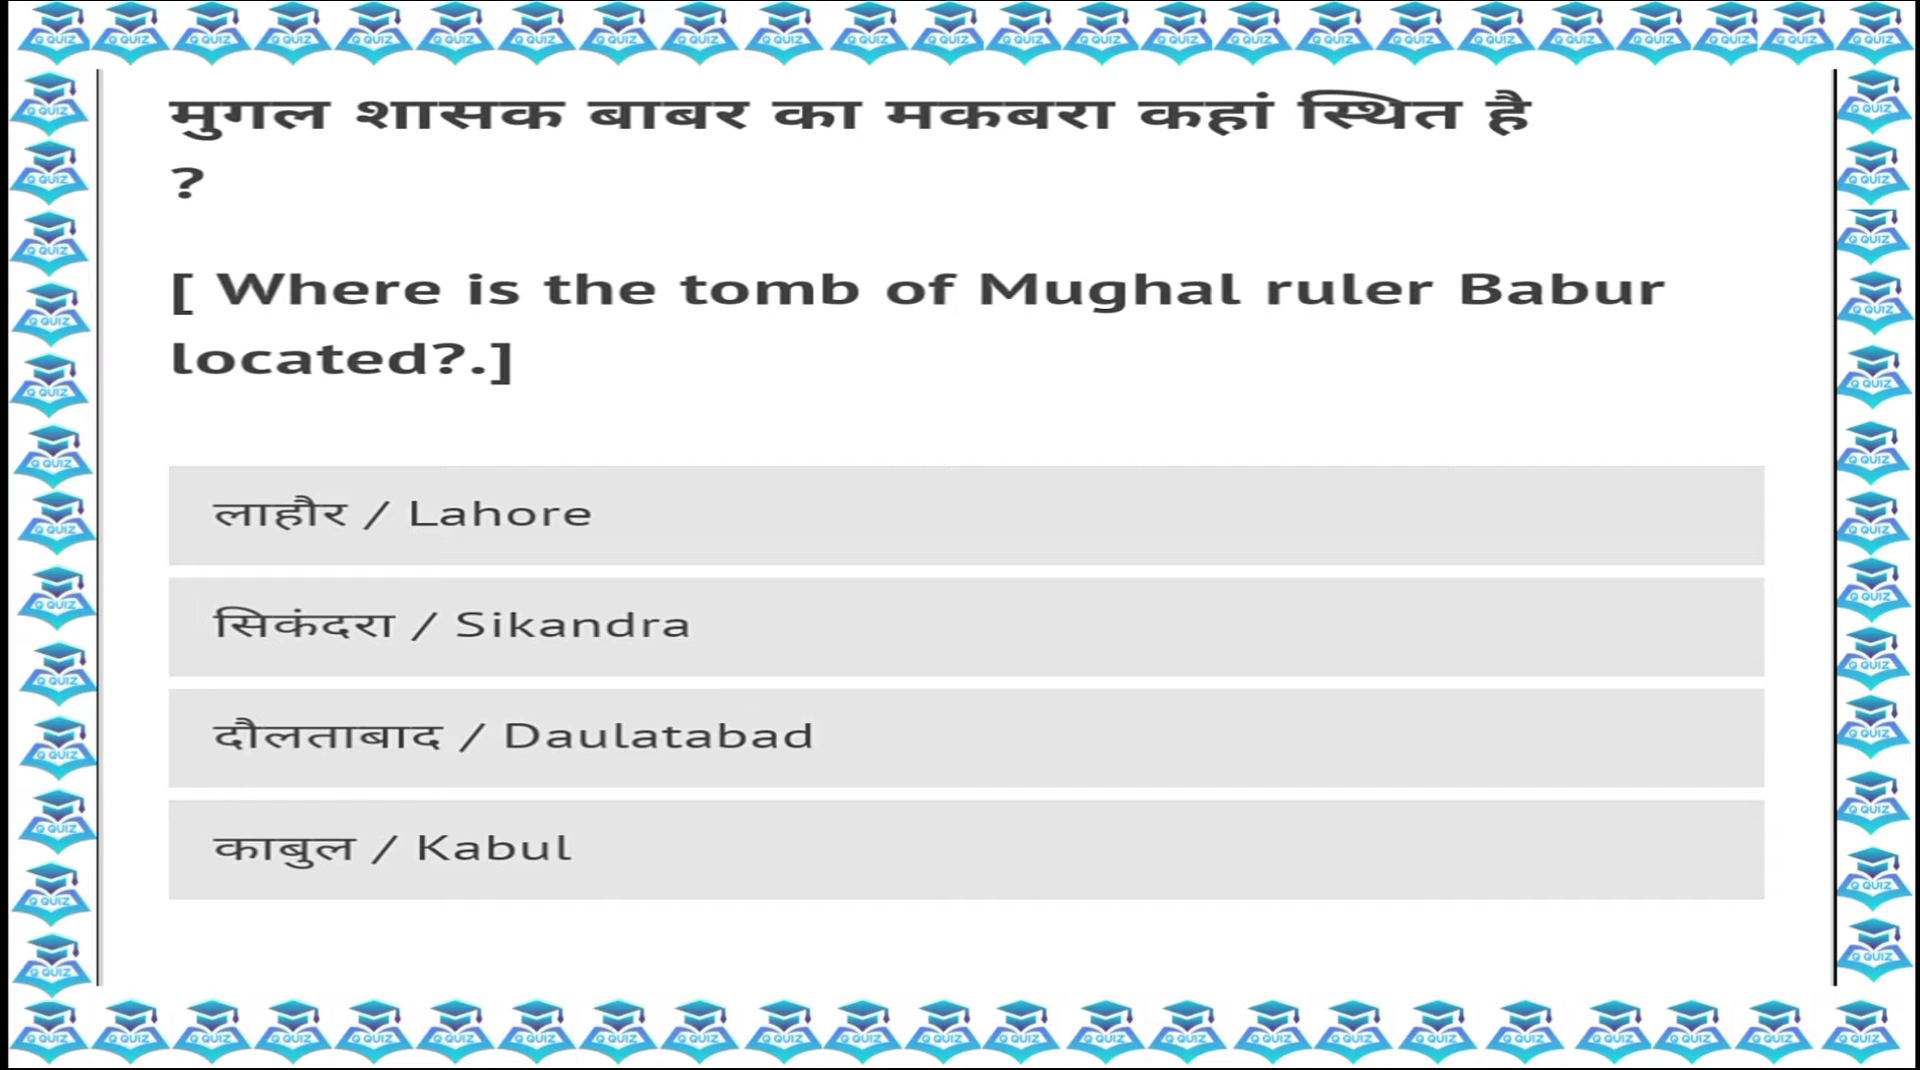 मुगल शासक बाबर का मकबरा कहां स्थित है
?
[ Where is the tomb of Mughal ruler Babur
located?.]
लाहौर / Lahore
सिकंदरा / Sikandra
दौलताबाद / Daulatabad
काबुल / Kabul